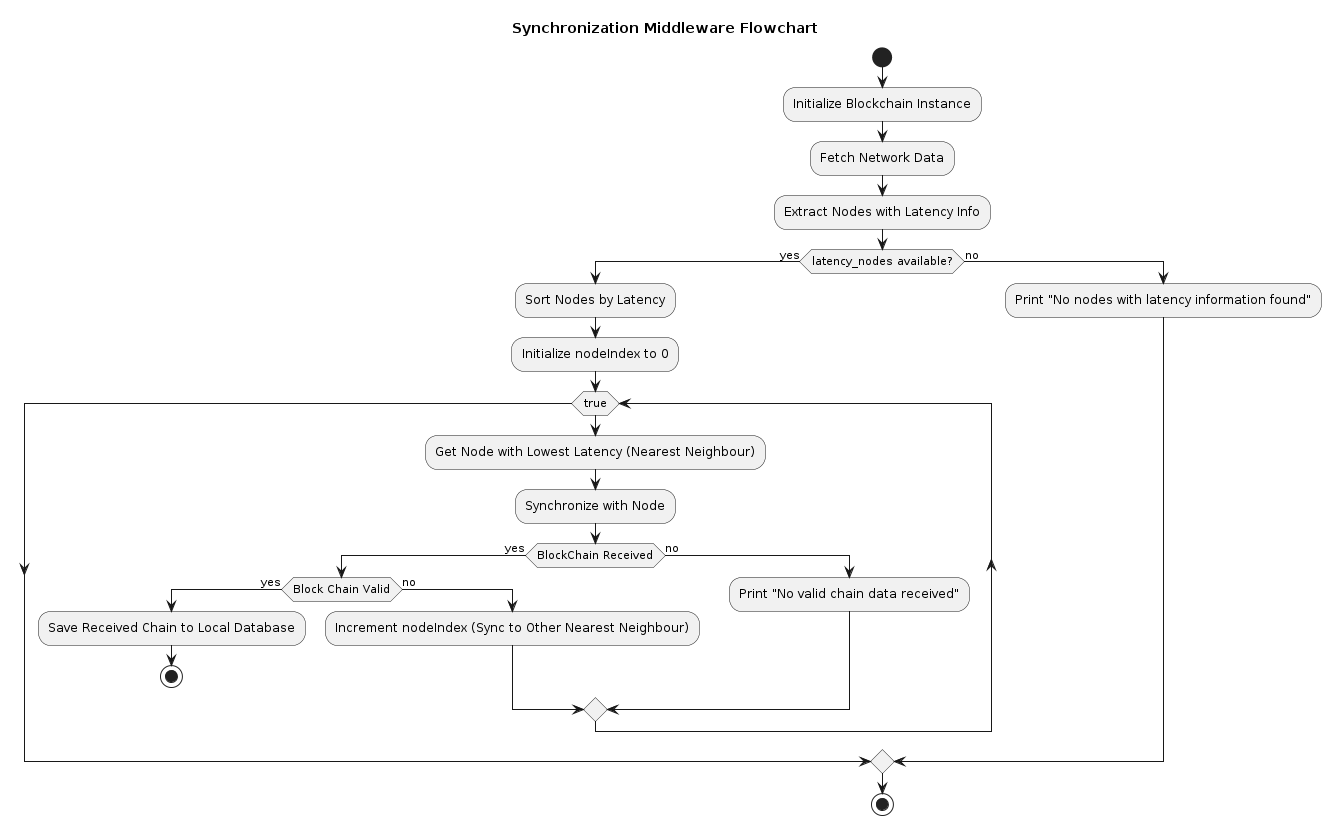 Synchronization Middleware Flowchart
Initialize Blockchain Instance
Fetch Network Data
Extract Nodes with Latency Info
yes
latency_nodes available?
no
Sort Nodes by Latency
Print "No nodes with latency information found"
Initialize nodeIndex to 0
true
Get Node with Lowest Latency (Nearest Neighbour)
Synchronize with Node
yes
BlockChain Received
no
yes
Block Chain Valid
no
Print "No valid chain data received"
Save Received Chain to Local Database
Increment nodeIndex (Sync to Other Nearest Neighbour)